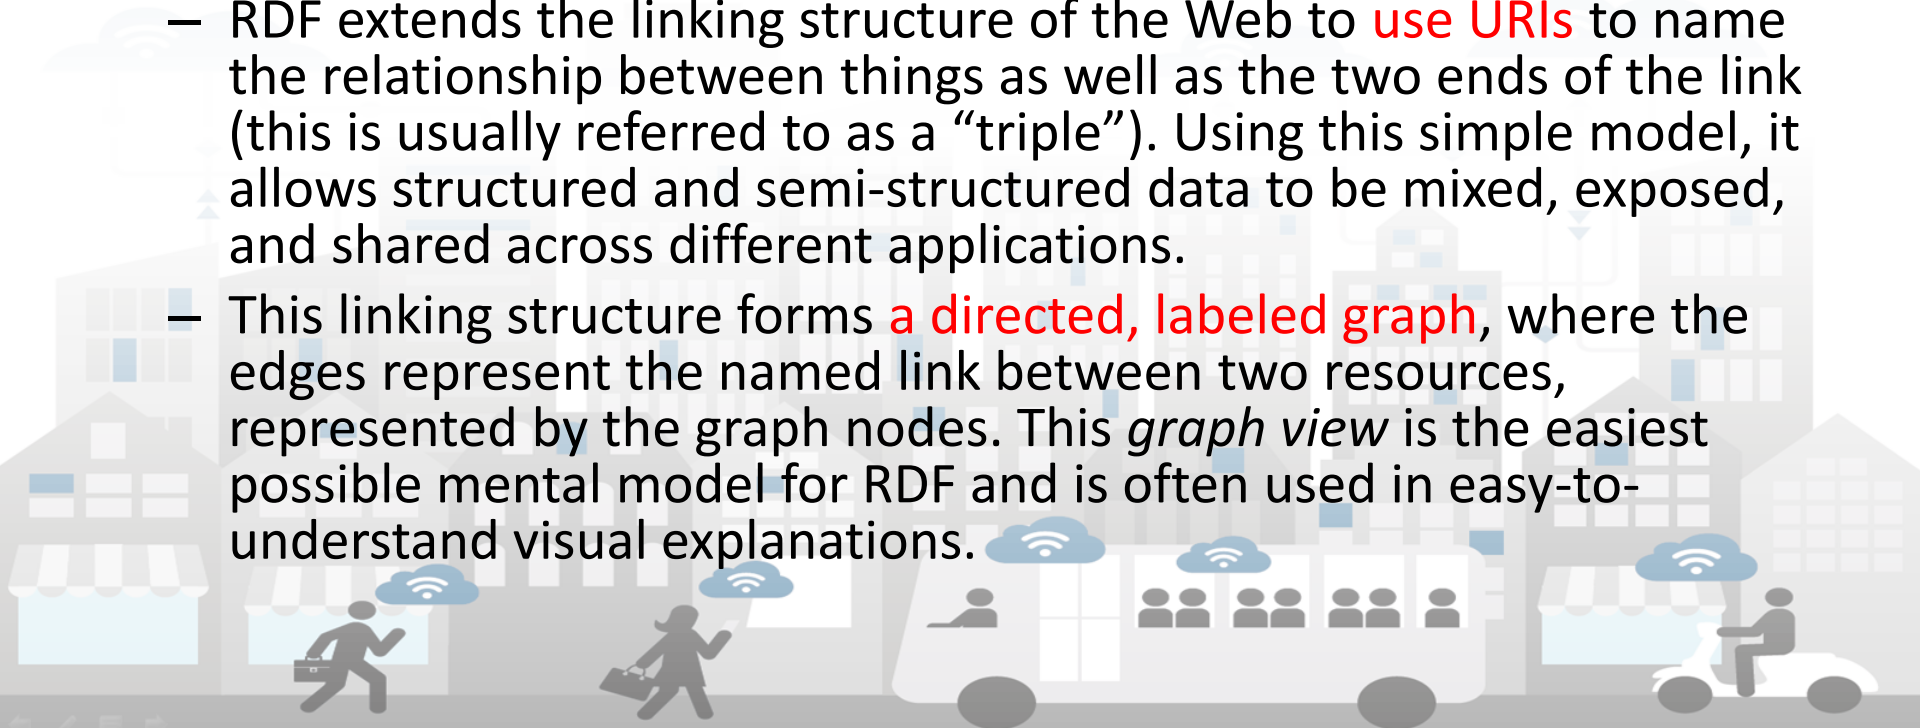 – RDF extends the linking structure of the Web to use URIs to name
the relationship between things as well as the two ends of the link
(this is usually referred to as a “triple”). Using this simple model, it
allows structured and semi-structured data to be mixed, exposed,
and shared across different applications.
– This linking structure forms a directed, labeled graph, where the
edges represent the named link between two resources,
represented by the graph nodes. This graph view is the easiest
possible mental model for RDF and is often used in easy-to-
understand visual explanations.